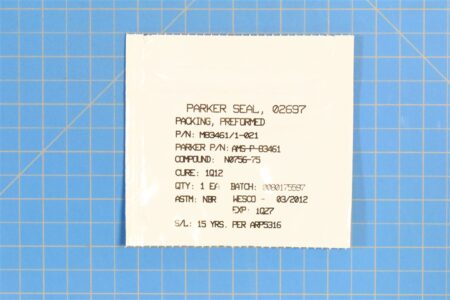 PARKER SEAL, 02697
PACKING, PREFORMED
P/N: M83461/1-021
PARKER P/N: AMS-P-83461
COMPOUND: N0756-75
CURE: 1Q12
QTY: 1 EA BATCH: 0080175597
ASTM: NBR WESCO - 03/2012
EXP: 1Q27
S/L: 15 YRS. PER ARP5316